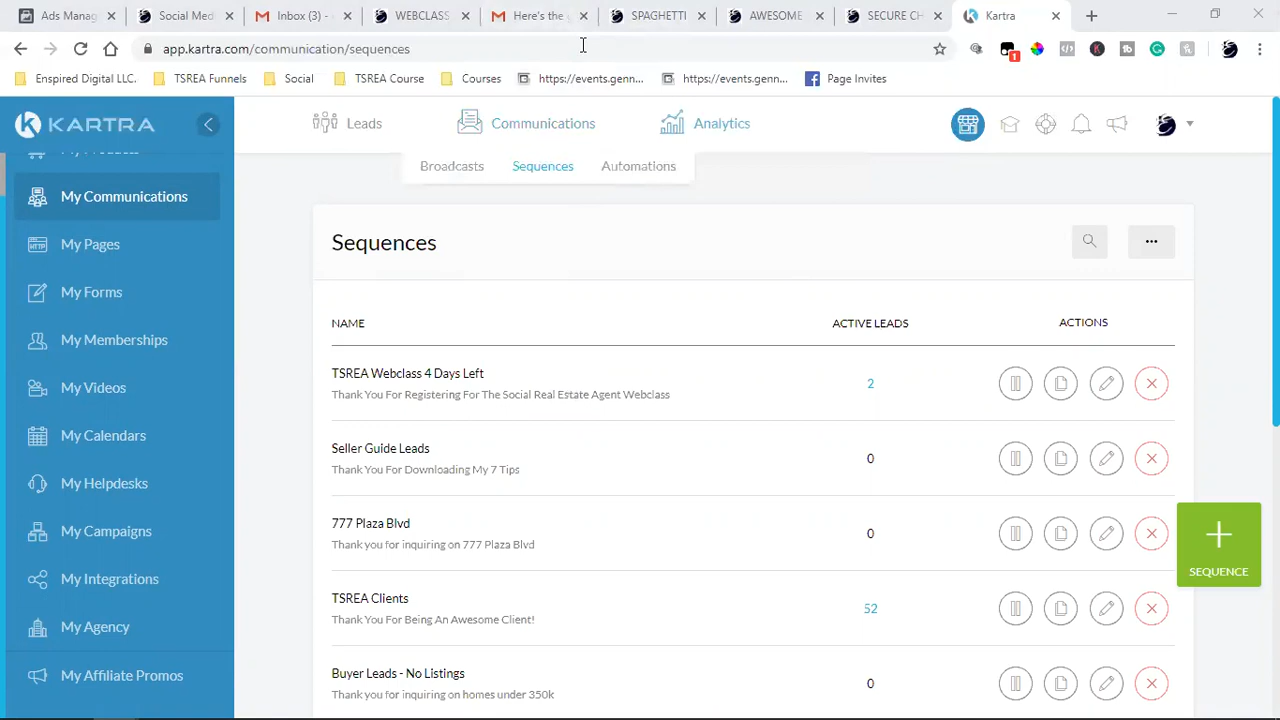 Ads Manag
Social Med
Inbox (3) -
WEBCLASS
Here's the
SPAGHETTI
AWESOME
SECURE CH
Kartra
app.kartra.com/communication/sequences
1
Enspired Digital LLC.
TSREA Funnels
Social
TSREA Course
Courses
https://events.genn...
https://events.genn...
Page Invites
KARTRA
Leads
Communications
Analytics
Broadcasts
Sequences
Automations
My Products
My Communications
My Pages
My Forms
My Memberships
My Videos
My Calendars
My Helpdesks
My Campaigns
My Integrations
My Agency
My Affiliate Promos
HTTP
Sequences
NAME
ACTIVE LEADS
ACTIONS
TSREA Webclass 4 Days Left
Thank You For Registering For The Social Real Estate Agent Webclass
2
Seller Guide Leads
Thank You For Downloading My 7 Tips
0
777 Plaza Blvd
Thank you for inquiring on 777 Plaza Blvd
0
TSREA Clients
Thank You For Being An Awesome Client!
52
Buyer Leads - No Listings
Thank you for inquiring on homes under 350k
0
SEQUENCE